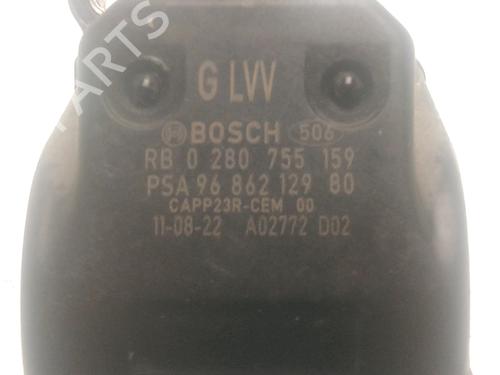 G LW
BOSCH 506
RB 0 280 755 159
PSA 96 862 129 80
CAPP23R-CEM 00
11-08-22 A02772 D02